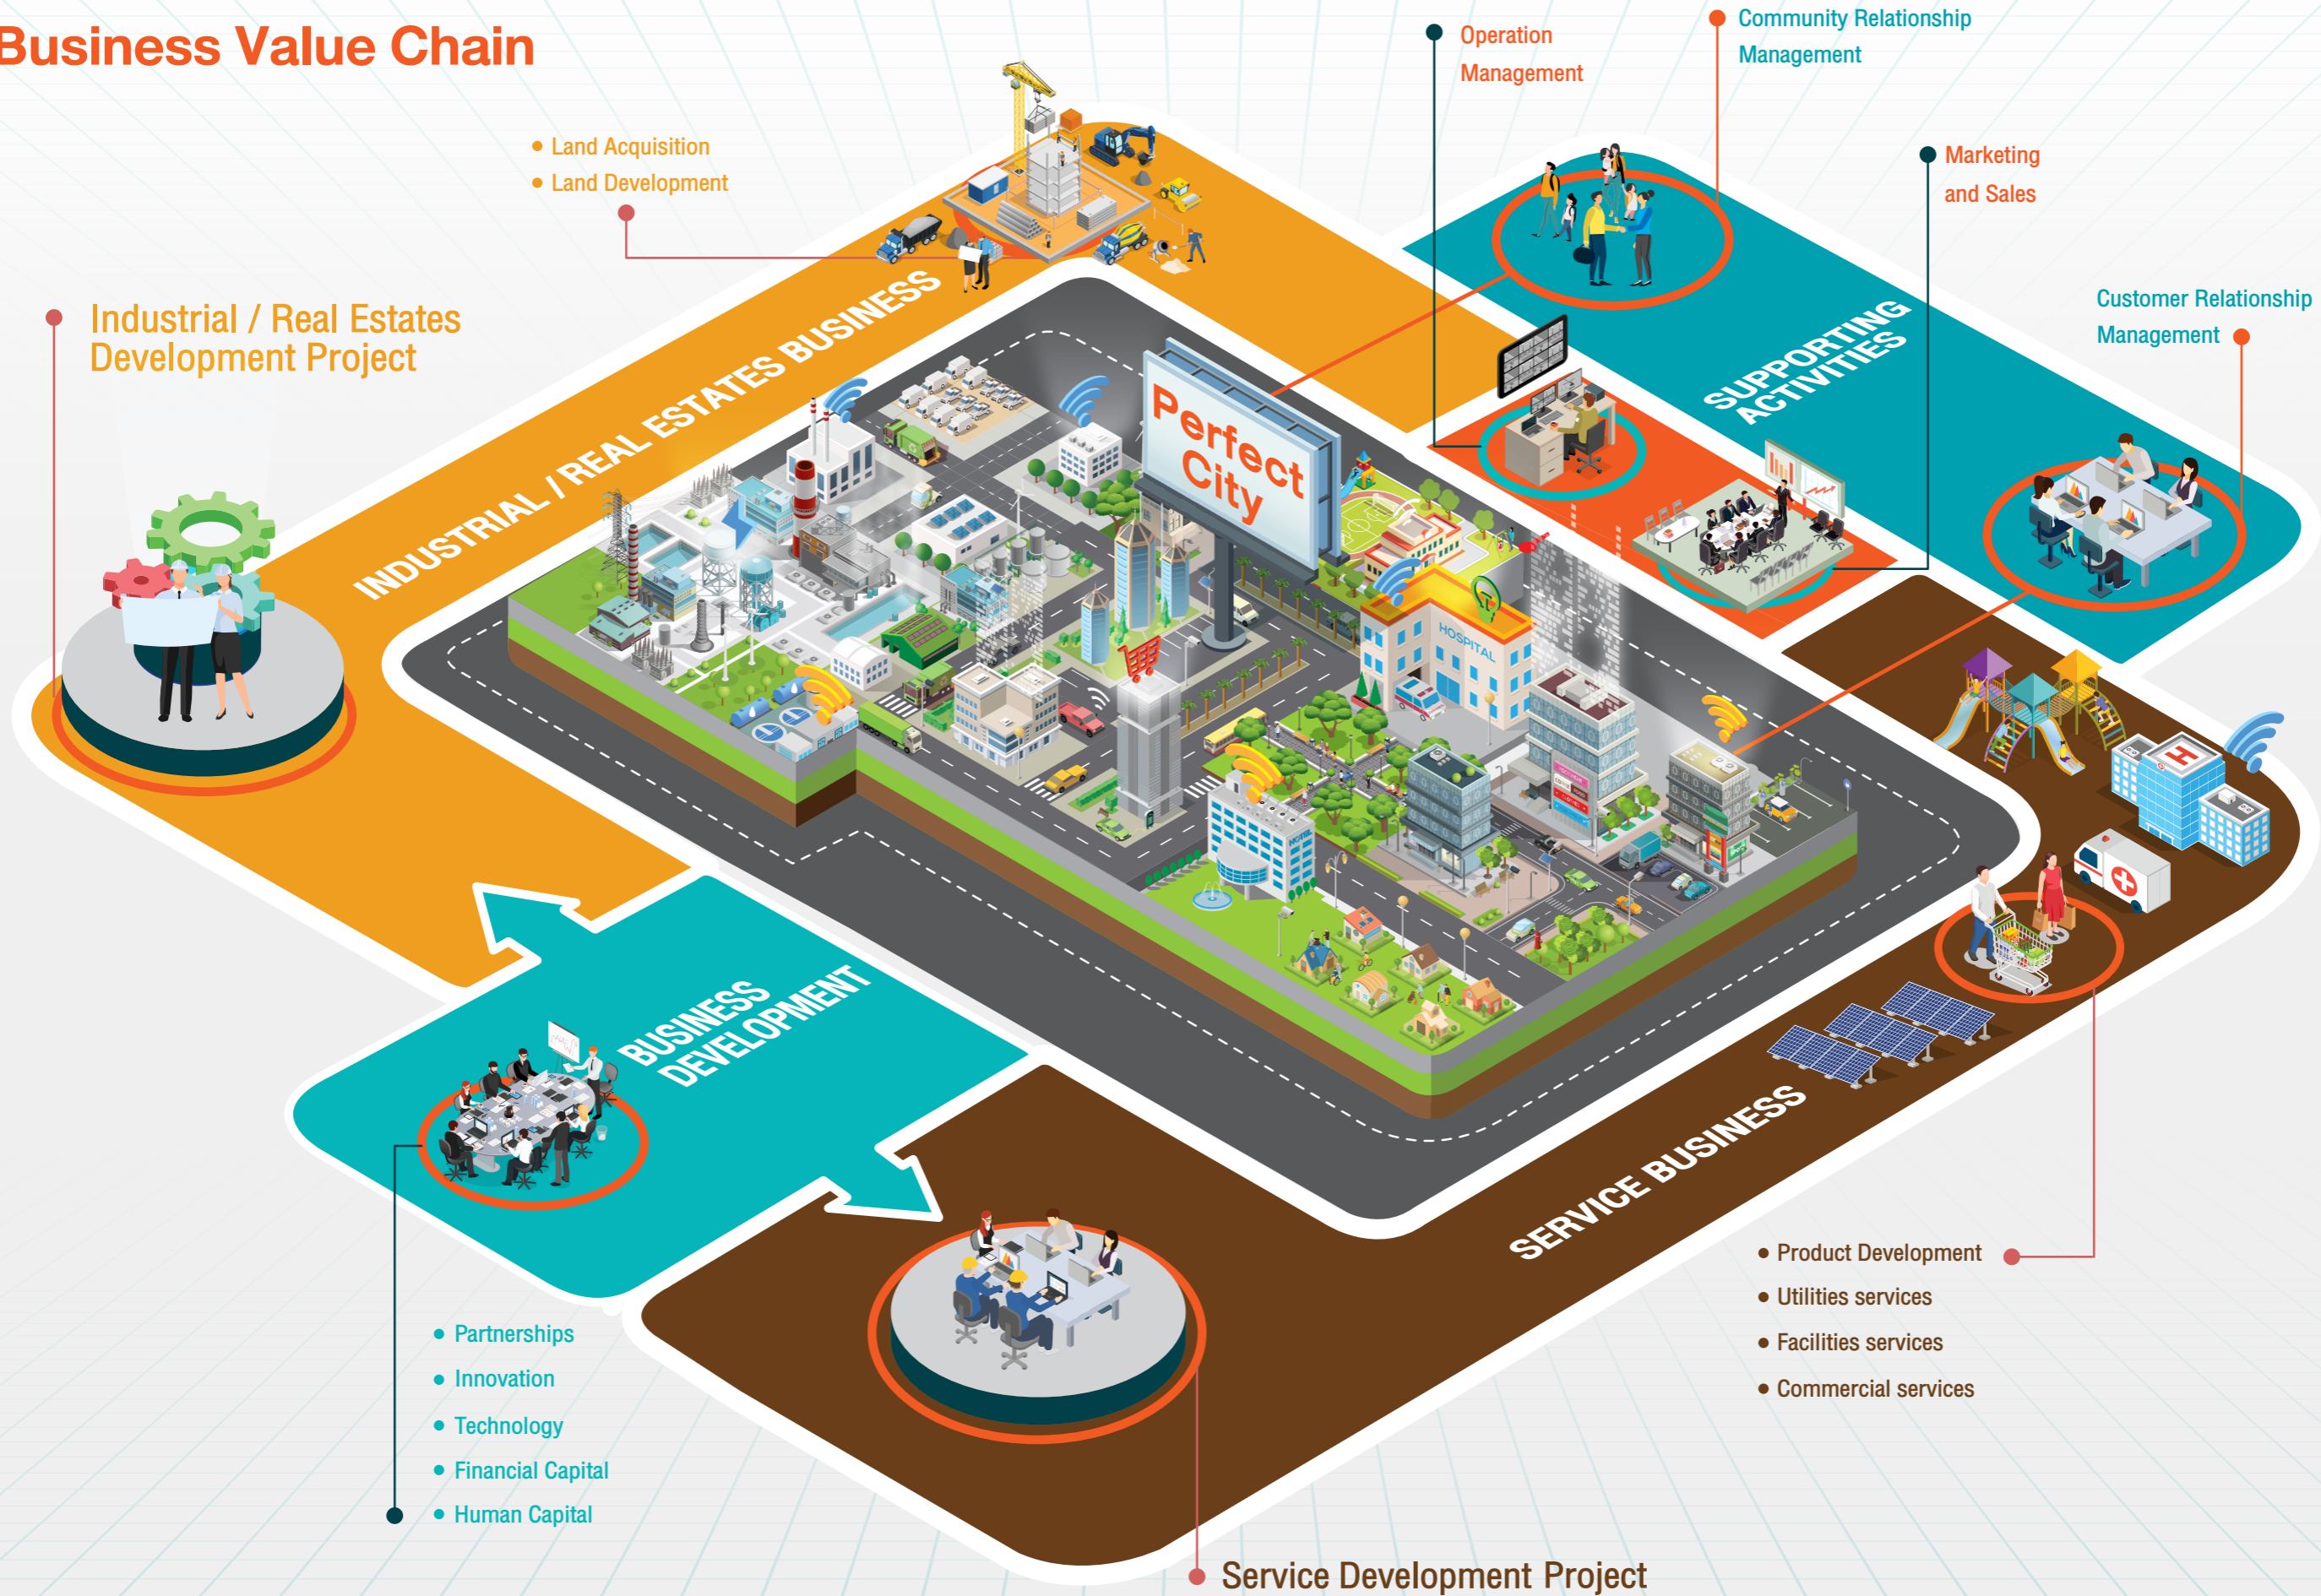 Business Value Chain
Operation
Management
Community Relationship
Management
• Land Acquisition
• Land Development
Marketing
and Sales
Industrial / Real Estates
Development Project
Customer Relationship
Management
INDUSTRIAL / REAL ESTATES BUSINESS
SUPPORTING
ACTIVITIES
Perfect
City
HOSPITAL
HOTEL
H
BUSINESS
DEVELOPMENT
SERVICE BUSINESS
• Product Development
• Utilities services
• Facilities services
• Commercial services
• Partnerships
• Innovation
• Technology
• Financial Capital
• Human Capital
Service Development Project